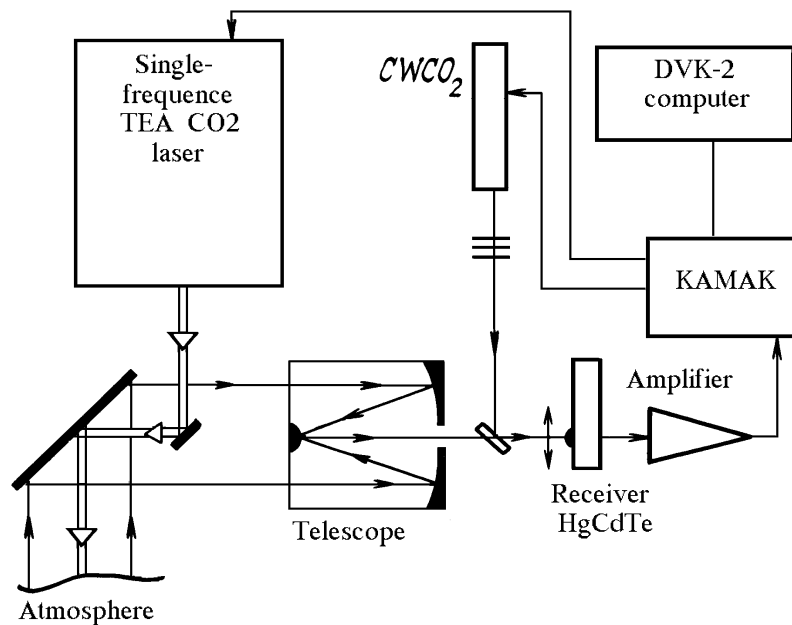 Single-
frequence
TEA CO2
laser
CWCO₂
DVK-2
computer
KAMAK
Amplifier
Receiver
HgCdTe
Telescope
Atmosphere